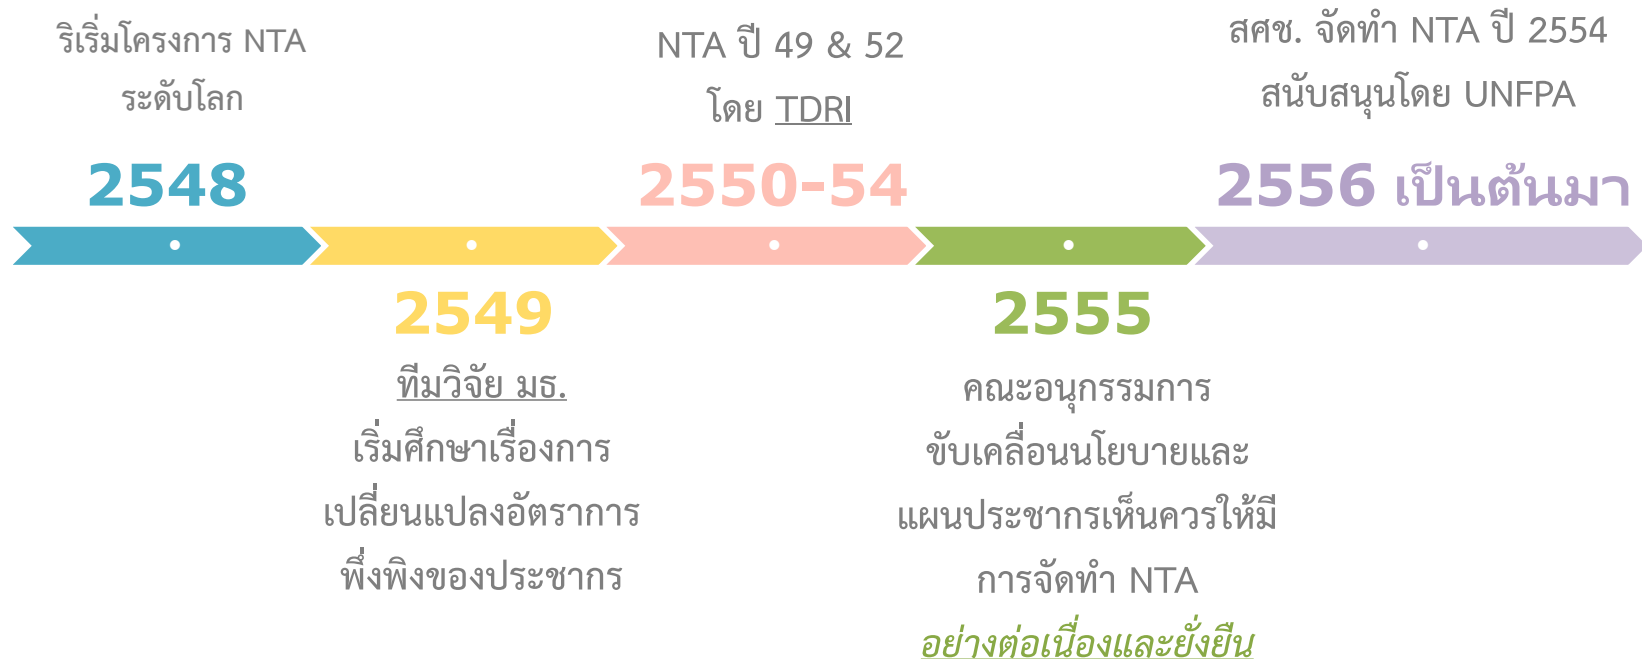 ริเริ่มโครงการ NTA
ระดับโลก
2548
2549
ทีมวิจัย มธ.
เริ่มศึกษาเรื่องการ
เปลี่ยนแปลงอัตราการ
พึ่งพิงของประชากร
NTA ปี 49 & 52
โดย TDRI
2550-54
2555
คณะอนุกรรมการ
ขับเคลื่อนนโยบายและ
แผนประชากรเห็นควรให้มี
การจัดทำ NTA
อย่างต่อเนื่องและยั่งยืน
สศช. จัดทำ NTA ปี 2554
สนับสนุนโดย UNFPA
2556 เป็นต้นมา